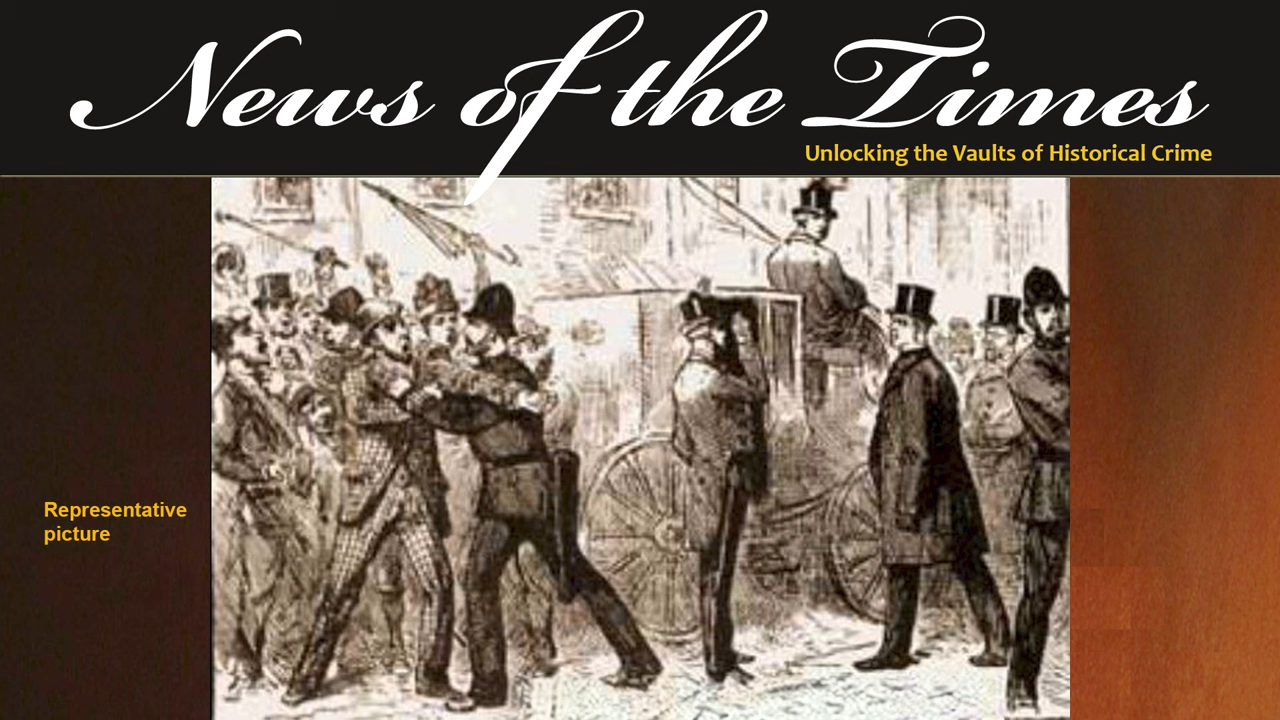 News of the Times
Unlocking the Vaults of Historical Crime
Representative
picture